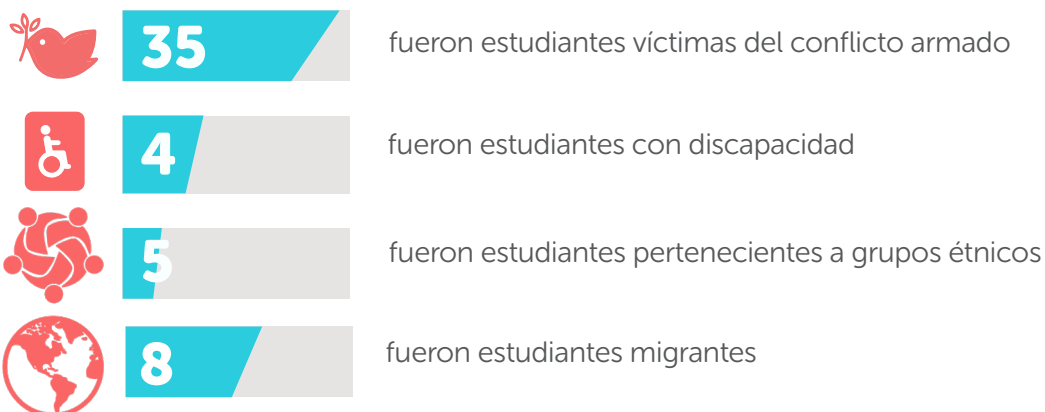 35 fueron estudiantes víctimas del conflicto armado
4 fueron estudiantes con discapacidad
5 fueron estudiantes pertenecientes a grupos étnicos
8 fueron estudiantes migrantes